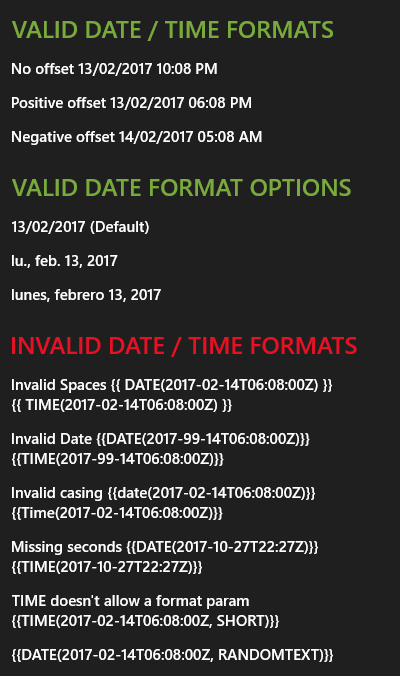 VALID DATE / TIME FORMATS
No offset 13/02/2017 10:08 PM
Positive offset 13/02/2017 06:08 PM
Negative offset 14/02/2017 05:08 AM
VALID DATE FORMAT OPTIONS
13/02/2017 (Default)
lu., feb. 13, 2017
lunes, febrero 13, 2017
INVALID DATE / TIME FORMATS
Invalid Spaces {{ DATE(2017-02-14T06:08:00Z) }}
{{ TIME(2017-02-14T06:08:00Z) }}
Invalid Date {{DATE(2017-99-14T06:08:00Z)}}
{{TIME(2017-99-14T06:08:00Z)}}
Invalid casing {{date(2017-02-14T06:08:00Z)}}
{{Time(2017-02-14T06:08:00Z)}}
Missing seconds {{DATE(2017-10-27T22:27Z)}}
{{TIME(2017-10-27T22:27Z)}}
TIME doesn't allow a format param
{{TIME(2017-02-14T06:08:00Z, SHORT)}}
{{DATE(2017-02-14T06:08:00Z, RANDOMTEXT)}}